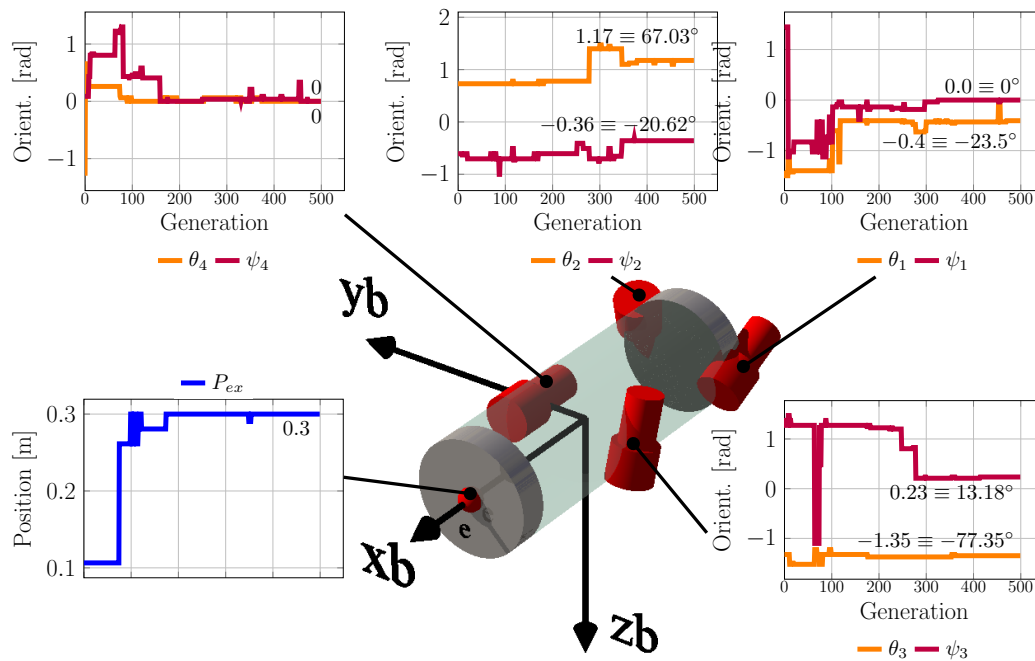 1
0
−1
Orient. [rad]
0
0
0 100 200 300 400 500
Generation
θ4 ψ4
2
1
0
−1
Orient. [rad]
1.17 ≡ 67.03°
−0.36 ≡ −20.62°
0 100 200 300 400 500
Generation
θ2 ψ2
1
0
−1
Orient. [rad]
0.0 ≡ 0°
−0.4 ≡ −23.5°
0 100 200 300 400 500
Generation
θ1 ψ1
yb
xb
zb
e
e
Pex
0.3
0.2
0.1
Position [m]
0.3
1
0
−1
Orient. [rad]
0.23 ≡ 13.18°
−1.35 ≡ −77.35°
0 100 200 300 400 500
Generation
θ3 ψ3